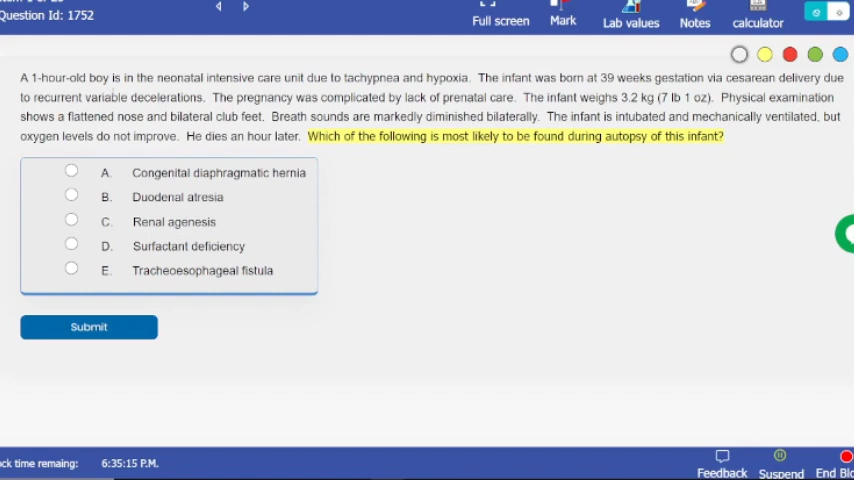 Question Id: 1752
Full screen
Mark
Lab values
Notes
calculator
A 1-hour-old boy is in the neonatal intensive care unit due to tachypnea and hypoxia. The infant was born at 39 weeks gestation via cesarean delivery due
to recurrent variable decelerations. The pregnancy was complicated by lack of prenatal care. The infant weighs 3.2 kg (7 lb 1 oz). Physical examination
shows a flattened nose and bilateral club feet. Breath sounds are markedly diminished bilaterally. The infant is intubated and mechanically ventilated, but
oxygen levels do not improve. He dies an hour later. Which of the following is most likely to be found during autopsy of this infant?
A. Congenital diaphragmatic hernia
B. Duodenal atresia
C. Renal agenesis
D. Surfactant deficiency
E. Tracheoesophageal fistula
Submit
ck time remaing: 6:35:15 P.M.
Feedback
Suspend
End Blo